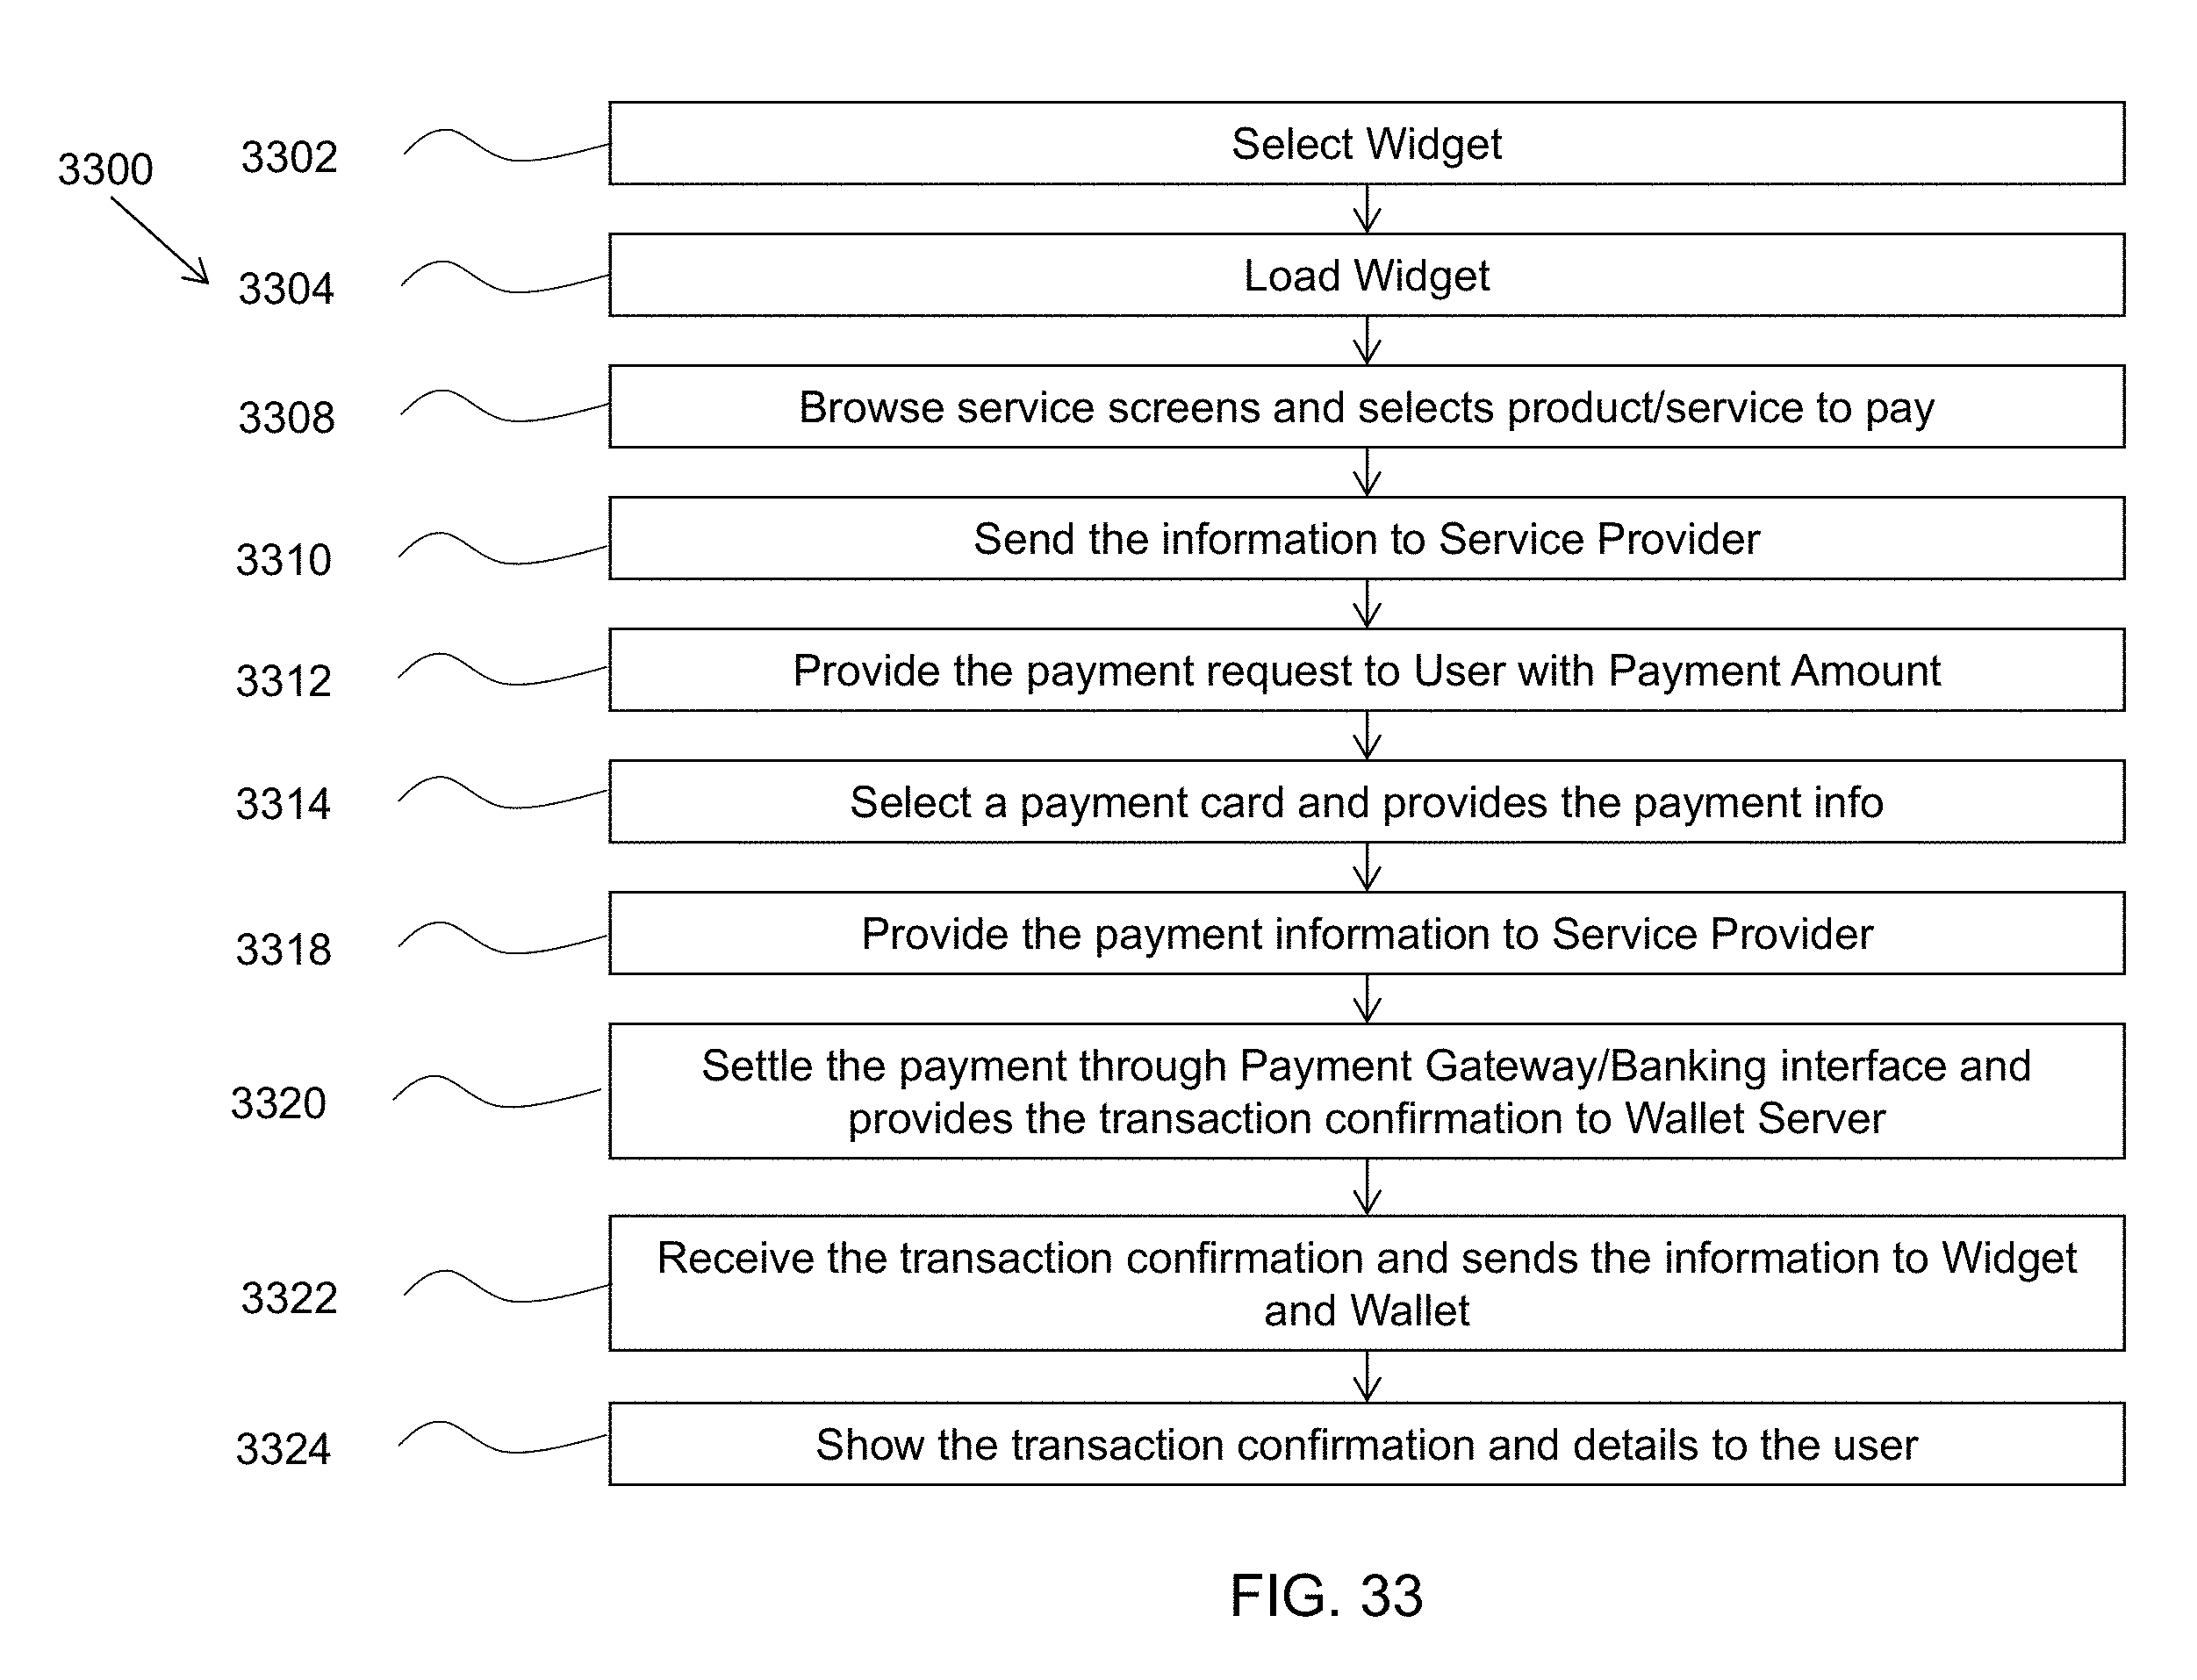 3300
3302
Select Widget
3304
Load Widget
3308
Browse service screens and selects product/service to pay
3310
Send the information to Service Provider
3312
Provide the payment request to User with Payment Amount
3314
Select a payment card and provides the payment info
3318
Provide the payment information to Service Provider
3320
Settle the payment through Payment Gateway/Banking interface and
provides the transaction confirmation to Wallet Server
3322
Receive the transaction confirmation and sends the information to Widget
and Wallet
3324
Show the transaction confirmation and details to the user
FIG. 33